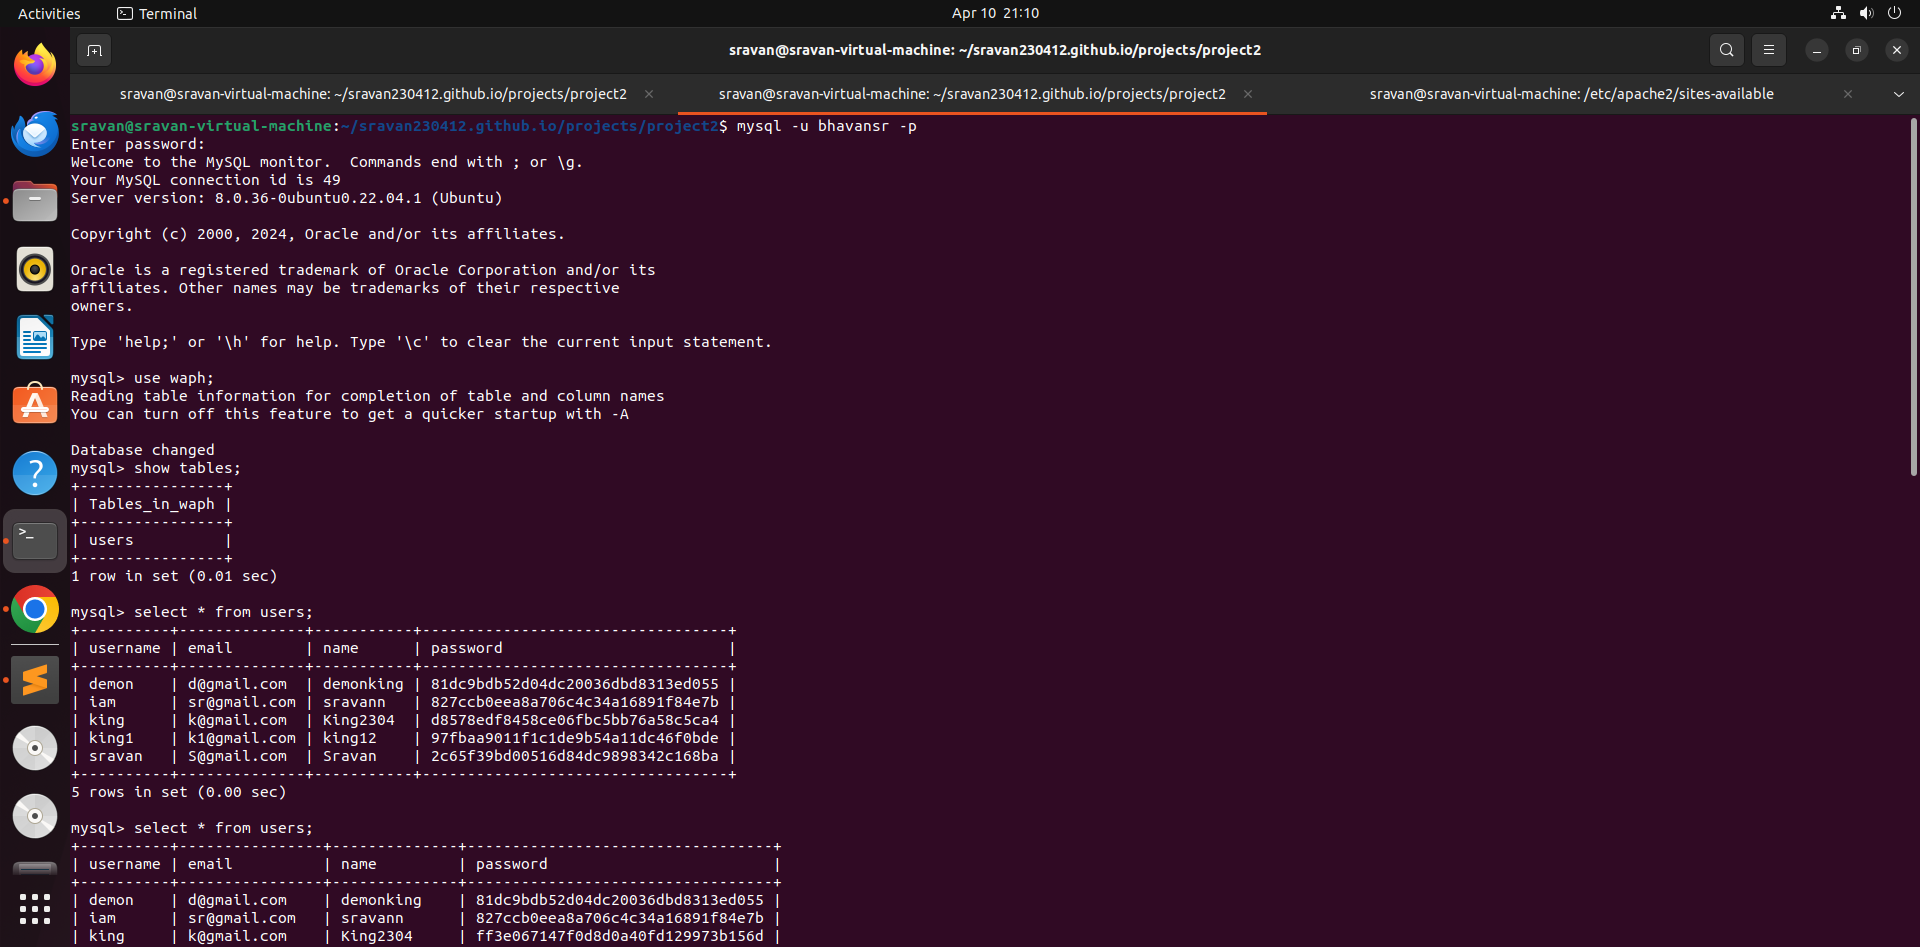 Activities Terminal Apr 10 21:10
sravan@sravan-virtual-machine: ~/sravan230412.github.io/projects/project2
sravan@sravan-virtual-machine: ~/sravan230412.github.io/projects/project2 sravan@sravan-virtual-machine: ~/sravan230412.github.io/projects/project2 sravan@sravan-virtual-machine: /etc/apache2/sites-available
sravan@sravan-virtual-machine:~/sravan230412.github.io/projects/project2$ mysql -u bhavansr -p
Enter password:
Welcome to the MySQL monitor.  Commands end with ; or \g.
Your MySQL connection id is 49
Server version: 8.0.36-0ubuntu0.22.04.1 (Ubuntu)

Copyright (c) 2000, 2024, Oracle and/or its affiliates.

Oracle is a registered trademark of Oracle Corporation and/or its
affiliates. Other names may be trademarks of their respective
owners.

Type 'help;' or '\h' for help. Type '\c' to clear the current input statement.

mysql> use waph;
Reading table information for completion of table and column names
You can turn off this feature to get a quicker startup with -A

Database changed
mysql> show tables;
+----------------+
| Tables_in_waph |
+----------------+
| users          |
+----------------+
1 row in set (0.01 sec)

mysql> select * from users;
+----------+--------------+-----------+----------------------------------+
| username | email        | name      | password                         |
+----------+--------------+-----------+----------------------------------+
| demon    | d@gmail.com  | demonking | 81dc9bdb52d04dc20036dbd8313ed055 |
| iam      | sr@gmail.com | sravann   | 827ccb0eea8a706c4c34a16891f84e7b |
| king     | k@gmail.com  | King2304  | d8578edf8458ce06fbc5bb76a58c5ca4 |
| king1    | k1@gmail.com | king12    | 97fbaa9011f1c1de9b54a11dc46f0bde |
| sravan   | S@gmail.com  | Sravan    | 2c65f39bd00516d84dc9898342c168ba |
+----------+--------------+-----------+----------------------------------+
5 rows in set (0.00 sec)

mysql> select * from users;
+----------+----------------+--------------+----------------------------------+
| username | email          | name         | password                         |
+----------+----------------+--------------+----------------------------------+
| demon    | d@gmail.com    | demonking    | 81dc9bdb52d04dc20036dbd8313ed055 |
| iam      | sr@gmail.com   | sravann      | 827ccb0eea8a706c4c34a16891f84e7b |
| king     | k@gmail.com    | King2304     | ff3e067147f0d8d0a40fd129973b156d |